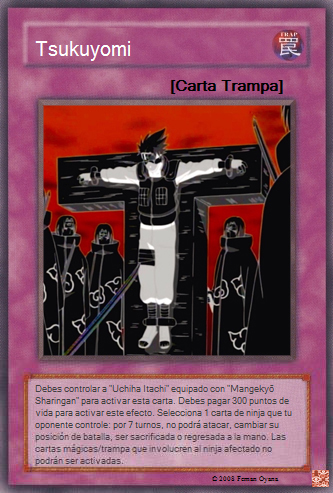 Tsukuyomi
TRAP
罠
[Carta Trampa]
Debes controlar a "Uchiha Itachi" equipado con "Mangekyō
Sharingan" para activar esta carta. Debes pagar 300 puntos de
vida para activar este efecto. Selecciona 1 carta de ninja que tu
oponente controle: por 7 turnos, no podrá atacar, cambiar su
posición de batalla, ser sacrificada o regresada a la mano. Las
cartas mágicas/trampa que involucren al ninja afectado no
podrán ser activadas.
© 2008 Fernan Oyana